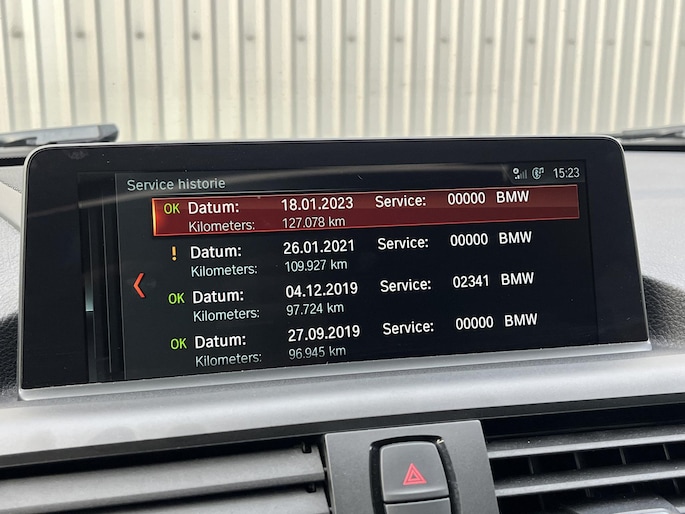 Service historie 15:23
OK Datum: 18.01.2023 Service: 00000 BMW
Kilometers: 127.078 km
! Datum: 26.01.2021 Service: 00000 BMW
Kilometers: 109.927 km
OK Datum: 04.12.2019 Service: 02341 BMW
Kilometers: 97.724 km
OK Datum: 27.09.2019 Service: 00000 BMW
Kilometers: 96.945 km